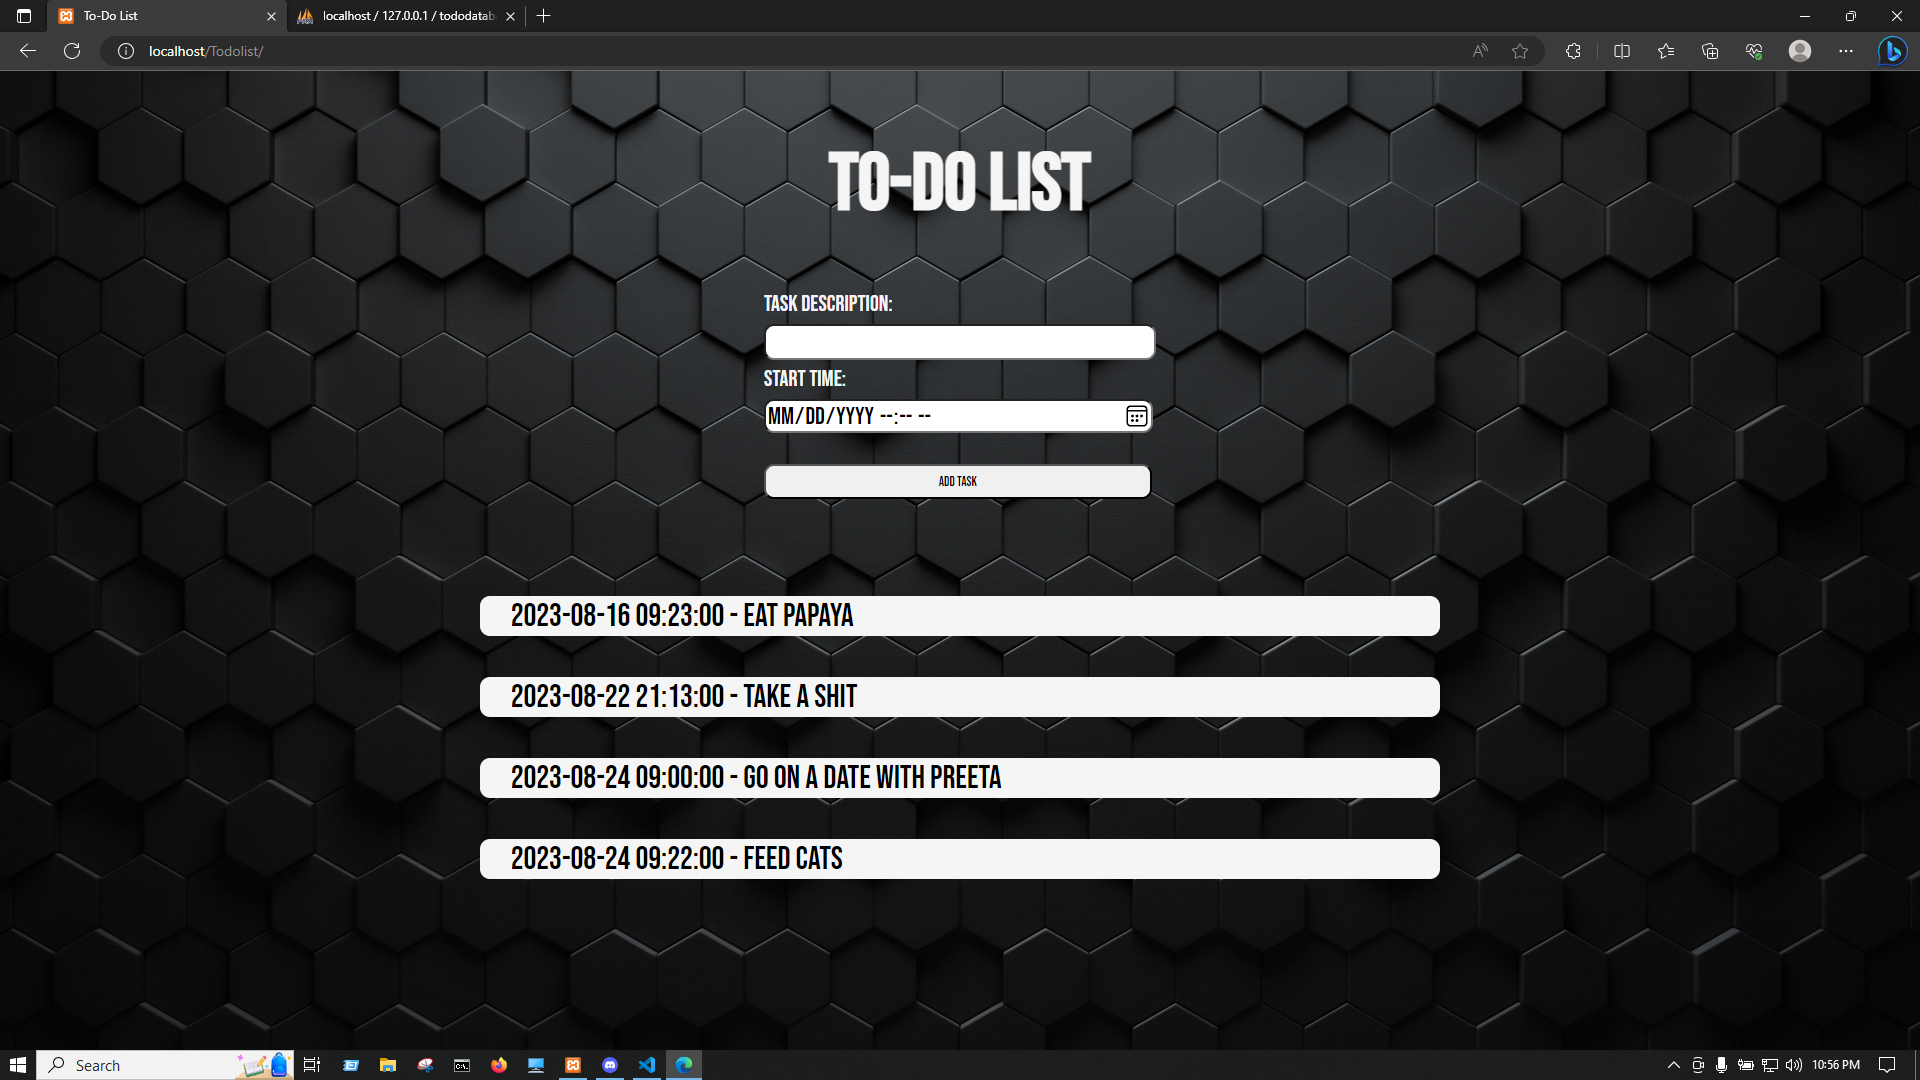 To-Do List
localhost / 127.0.0.1 / tododatab
localhost/Todolist/
TO-DO LIST
TASK DESCRIPTION:
START TIME:
MM/DD/YYYY --:-- --
ADD TASK
2023-08-16 09:23:00 - EAT PAPAYA
2023-08-22 21:13:00 - TAKE A SHIT
2023-08-24 09:00:00 - GO ON A DATE WITH PREETA
2023-08-24 09:22:00 - FEED CATS
Search
10:56 PM